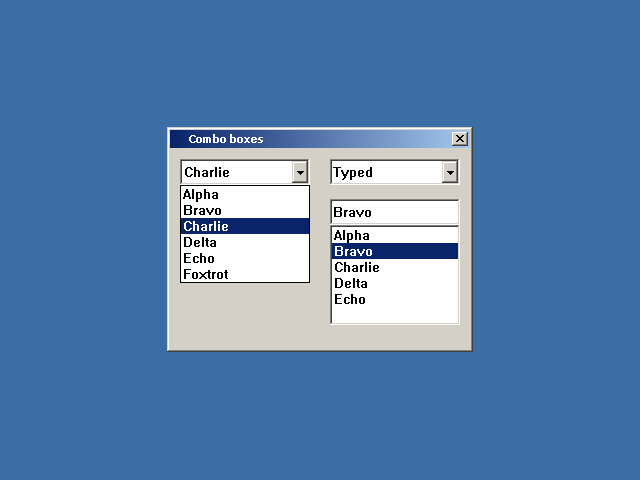 Combo boxes
Charlie
Alpha
Bravo
Charlie
Delta
Echo
Foxtrot
Typed
Bravo
Alpha
Bravo
Charlie
Delta
Echo